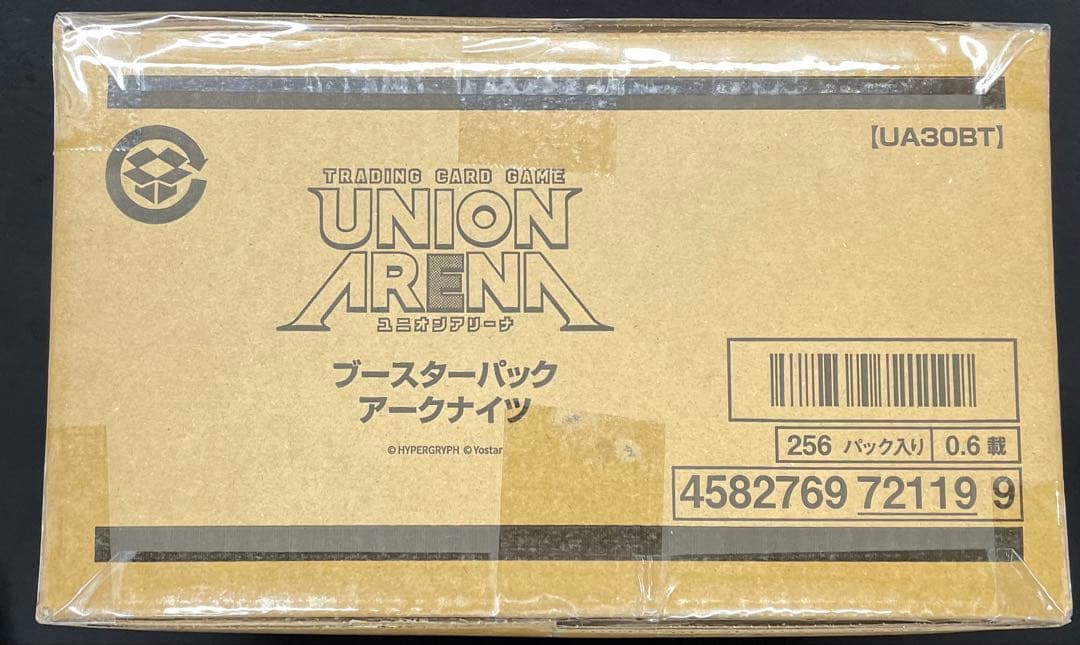 【UA30BT】
TRADING CARD GAME
UNION
ARENA
ユニオンアリーナ
ブースターパック
アークナイツ
© HYPERGRYPH © Yostar
256 パック入り 0.6 載
4582769 72119 9